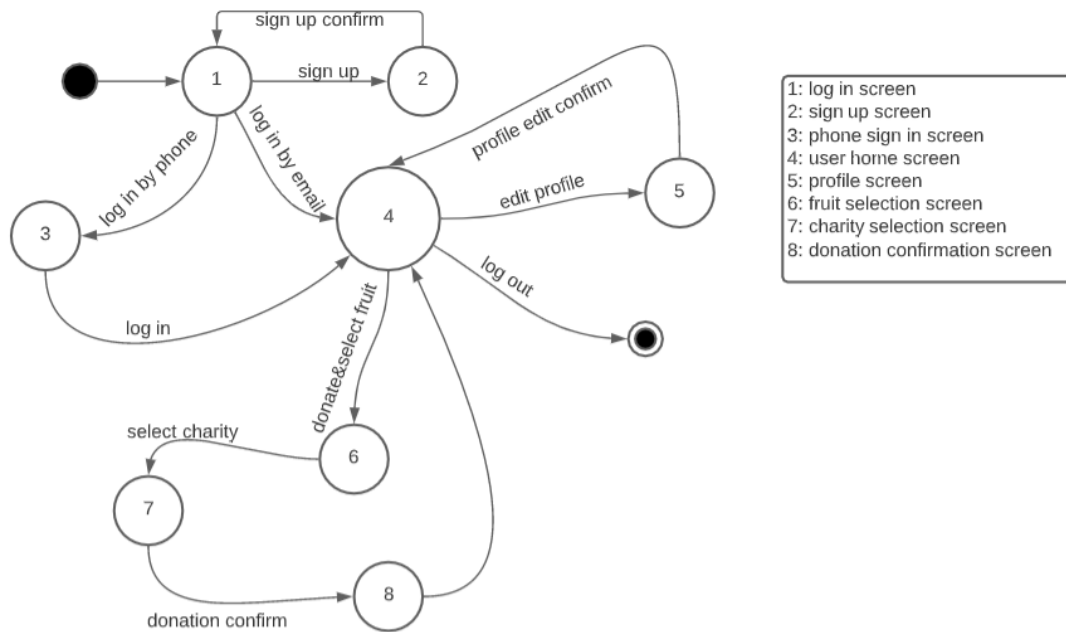 sign up confirm
1
sign up
2
log in by phone
log in by email
profile edit confirm
3
4
edit profile
5
log in
log out
donate&select fruit
select charity
6
7
8
donation confirm
1: log in screen
2: sign up screen
3: phone sign in screen
4: user home screen
5: profile screen
6: fruit selection screen
7: charity selection screen
8: donation confirmation screen